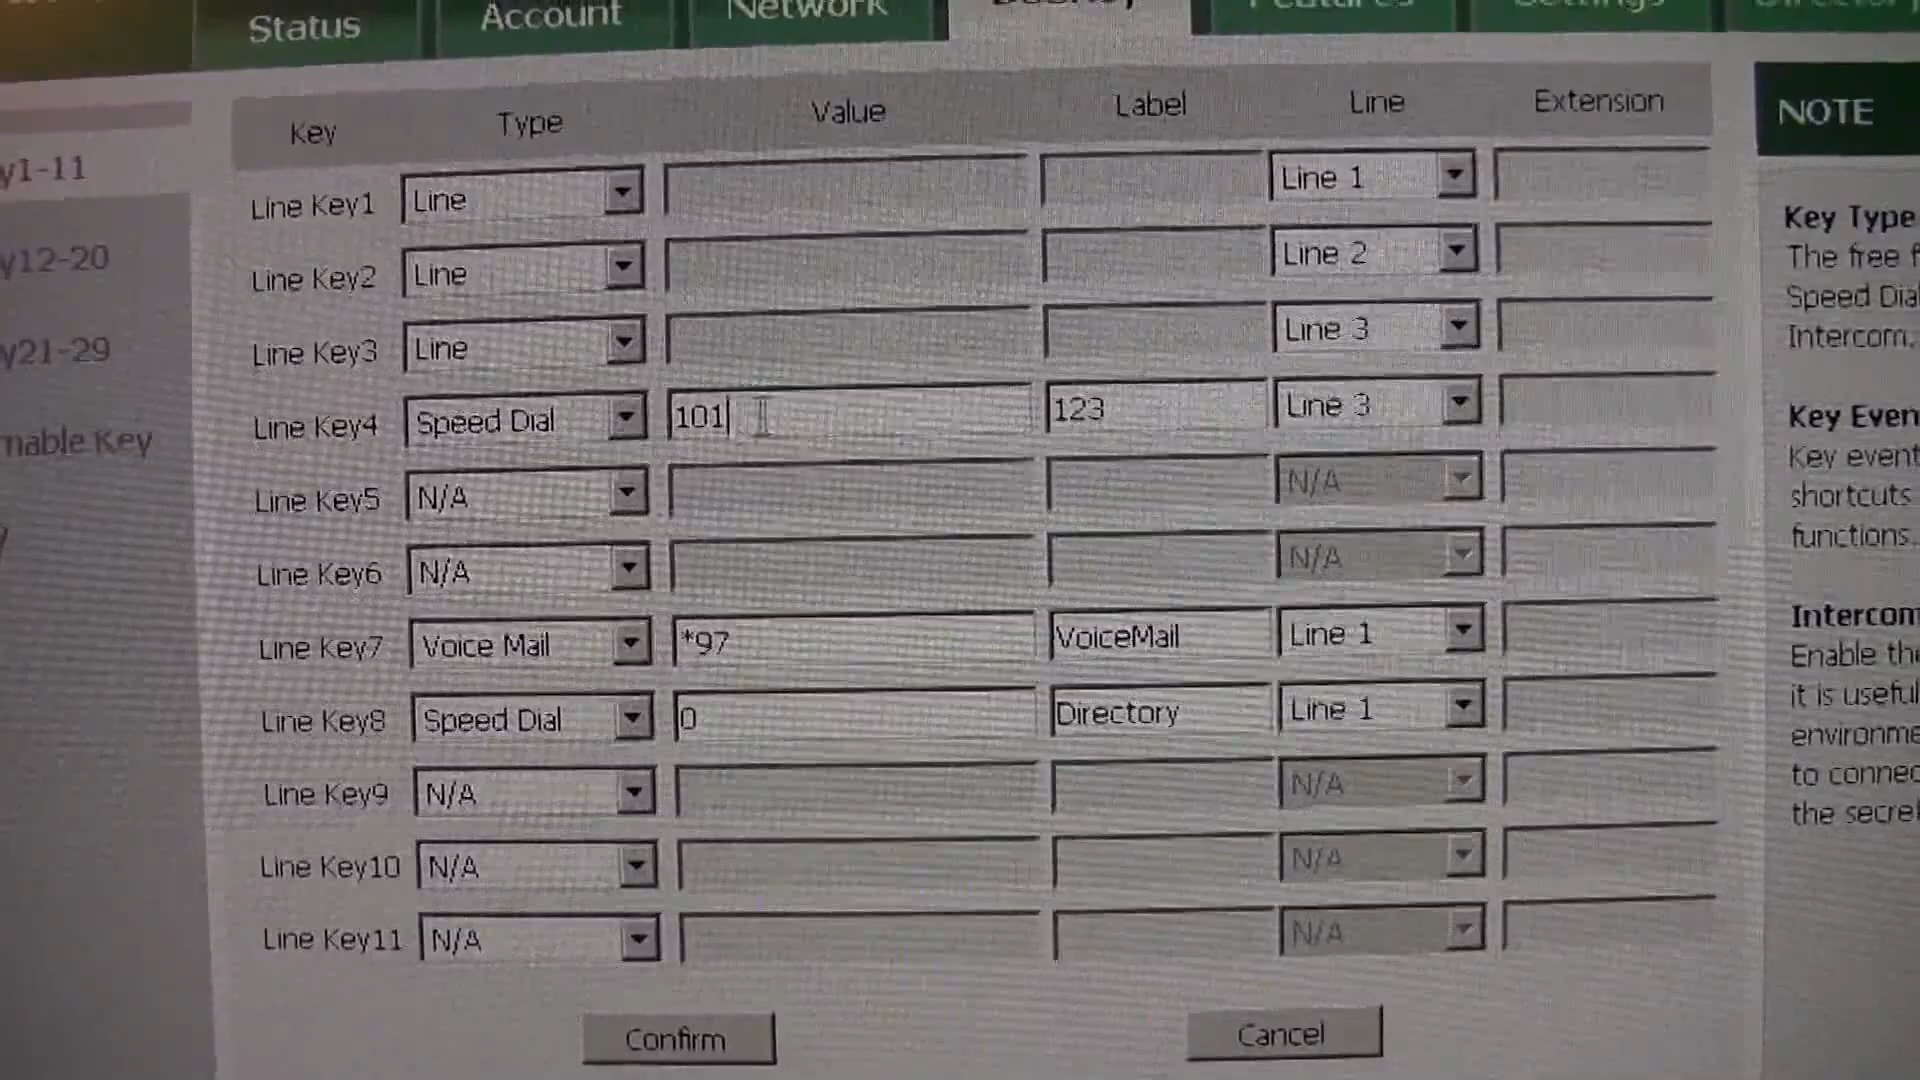 Status Account Network
Key Type Value Label Line Extension
NOTE
y1-11
Line Key1 Line Line 1
Key Type
y12-20
Line Key2 Line Line 2
The free f
Speed Dia
y21-29
Line Key3 Line Line 3
Intercom,
nable Key
Line Key4 Speed Dial 101 123 Line 3
Key Even
Key event
Line Key5 N/A N/A
shortcuts
functions.
Line Key6 N/A N/A
Intercom
Line Key7 Voice Mail *97 VoiceMail Line 1
Enable the
it is useful
Line Key8 Speed Dial 0 Directory Line 1
environme
to connec
Line Key9 N/A N/A
the secret
Line Key10 N/A N/A
Line Key11 N/A N/A
Confirm Cancel